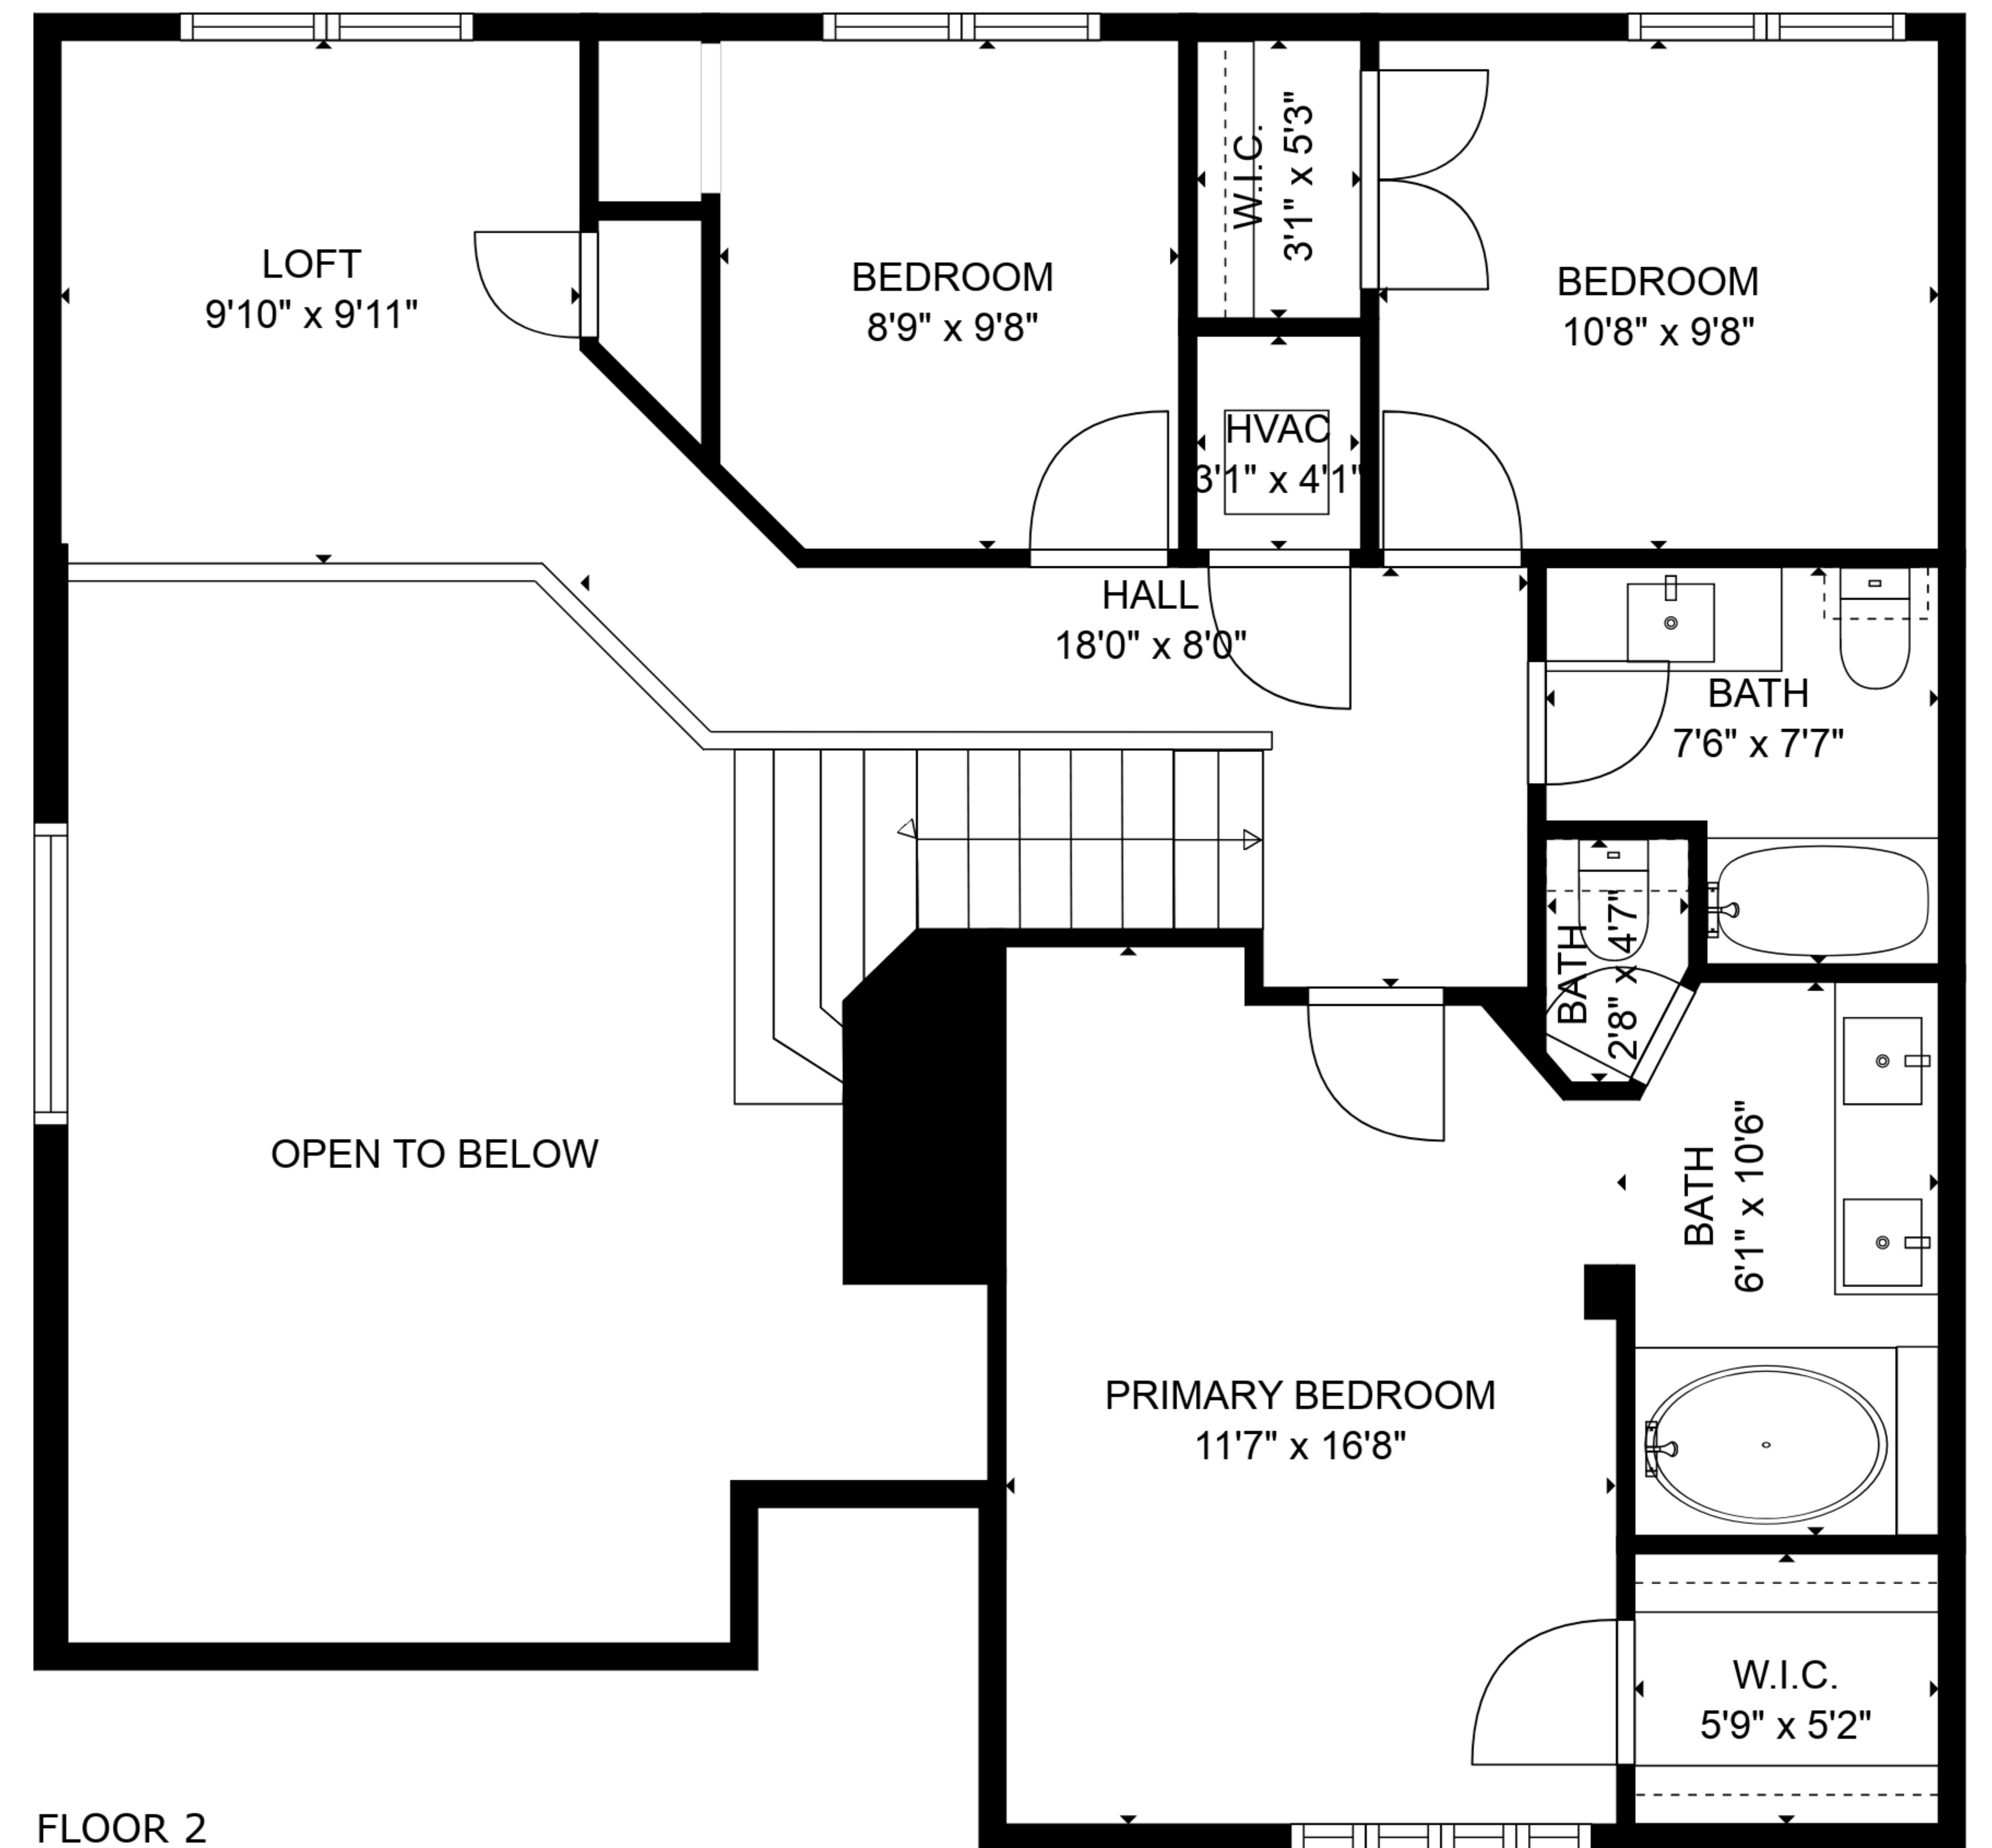 LOFT
9'10" x 9'11"
BEDROOM
8'9" x 9'8"
W.I.C.
3'1" x 5'3"
BEDROOM
10'8" x 9'8"
HVAC
3'1" x 4'1"
HALL
18'0" x 8'0"
BATH
7'6" x 7'7"
BATH
2'8" x 4'7"
OPEN TO BELOW
BATH
6'1" x 10'6"
PRIMARY BEDROOM
11'7" x 16'8"
W.I.C.
5'9" x 5'2"
FLOOR 2